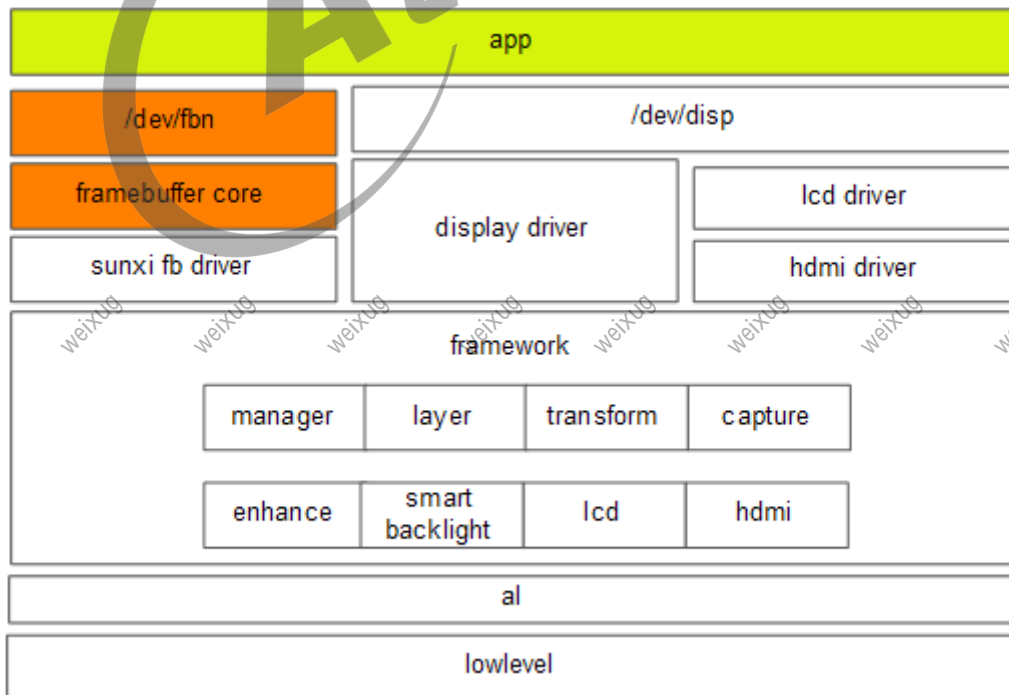 app
/dev/fbn
/dev/disp
framebuffer core
display driver
lcd driver
sunxi fb driver
hdmi driver
weixug weixug weixug weixug weixug weixug weixug
framework
manager layer transform capture
enhance smart backlight lcd hdmi
al
lowlevel